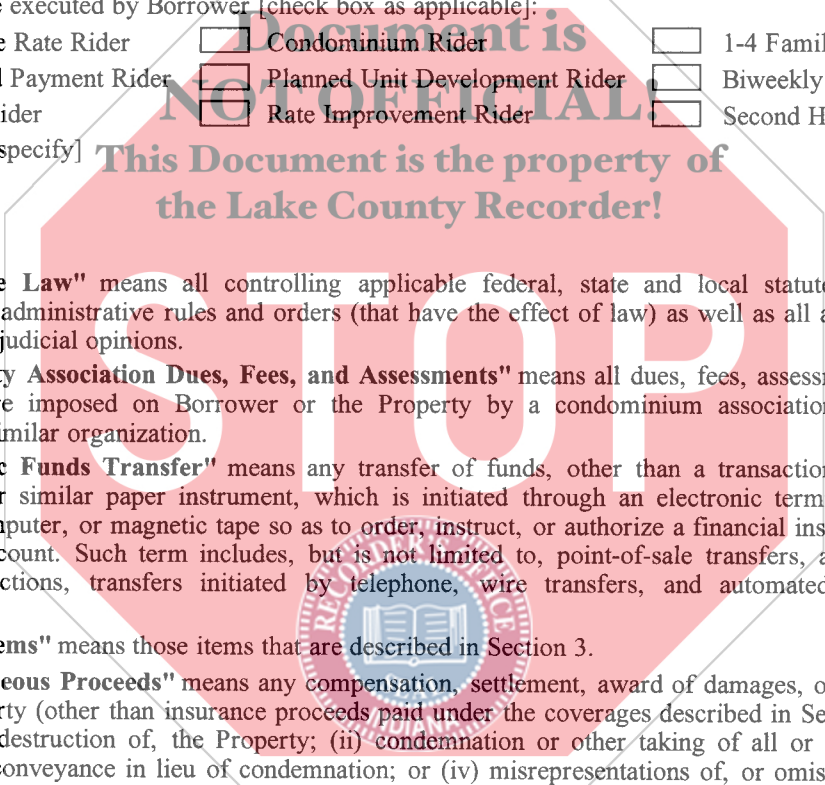 e executed by Borrower [check box as applicable]:
Document is
e Rate Rider Condominium Rider 1-4 Famil
d Payment Rider Planned Unit Development Rider Biweekly
NOT OFFICIAL!
ider Rate Improvement Rider Second H
specify]
This Document is the property of
the Lake County Recorder!
STOP
e Law" means all controlling applicable federal, state and local statute
administrative rules and orders (that have the effect of law) as well as all a
judicial opinions.
ty Association Dues, Fees, and Assessments" means all dues, fees, assessm
re imposed on Borrower or the Property by a condominium association
imilar organization.
c Funds Transfer" means any transfer of funds, other than a transaction
r similar paper instrument, which is initiated through an electronic term
nputer, or magnetic tape so as to order, instruct, or authorize a financial ins
count. Such term includes, but is not limited to, point-of-sale transfers, a
ctions, transfers initiated by telephone, wire transfers, and automated
RECORDER'S OFFICE
ems" means those items that are described in Section 3.
SEAL
eous Proceeds" means any compensation, settlement, award of damages, o
INDIANA
rty (other than insurance proceeds paid under the coverages described in Se
destruction of, the Property; (ii) condemnation or other taking of all or
conveyance in lieu of condemnation; or (iv) misrepresentations of, or omis